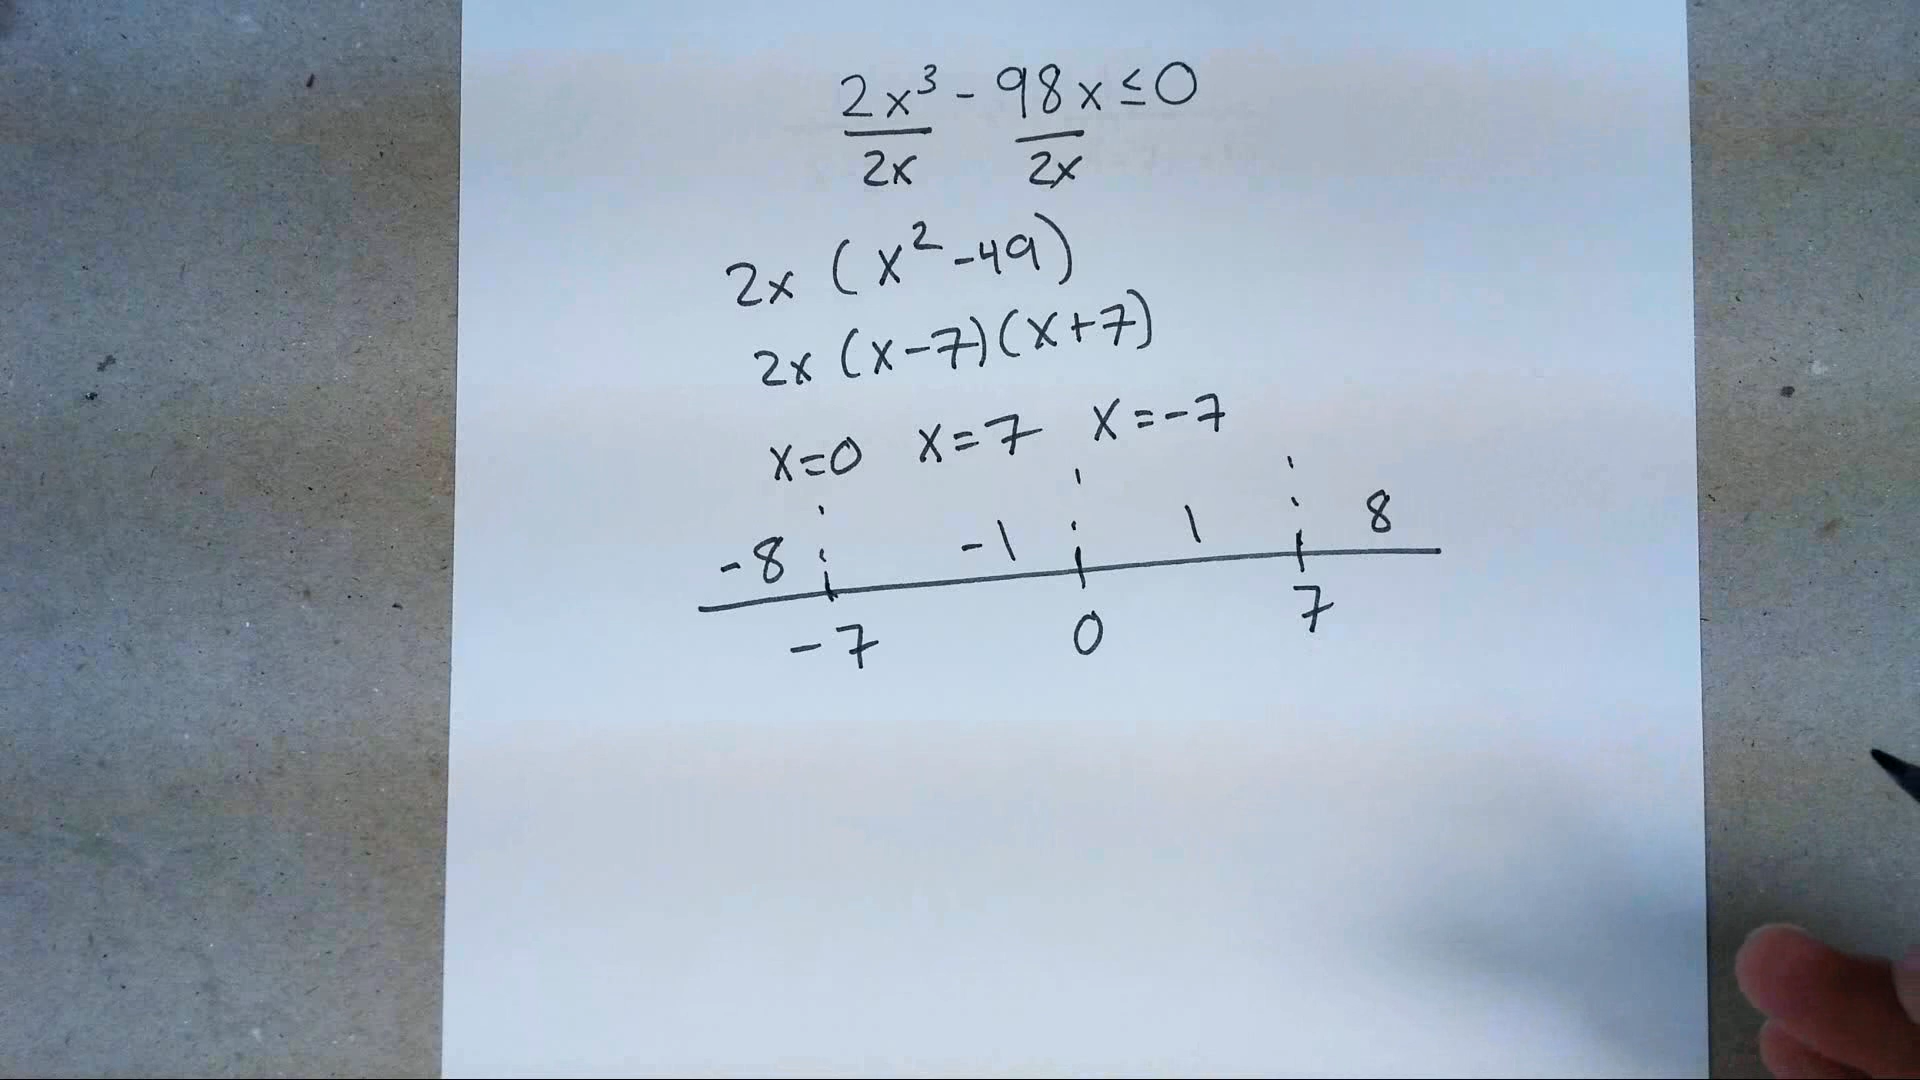 2x³ - 98x ≤ 0
2x 2x
2x (x² - 49)
2x (x - 7)(x + 7)
x = 0 x = 7 x = -7
-8 -1 1 8
-7 0 7